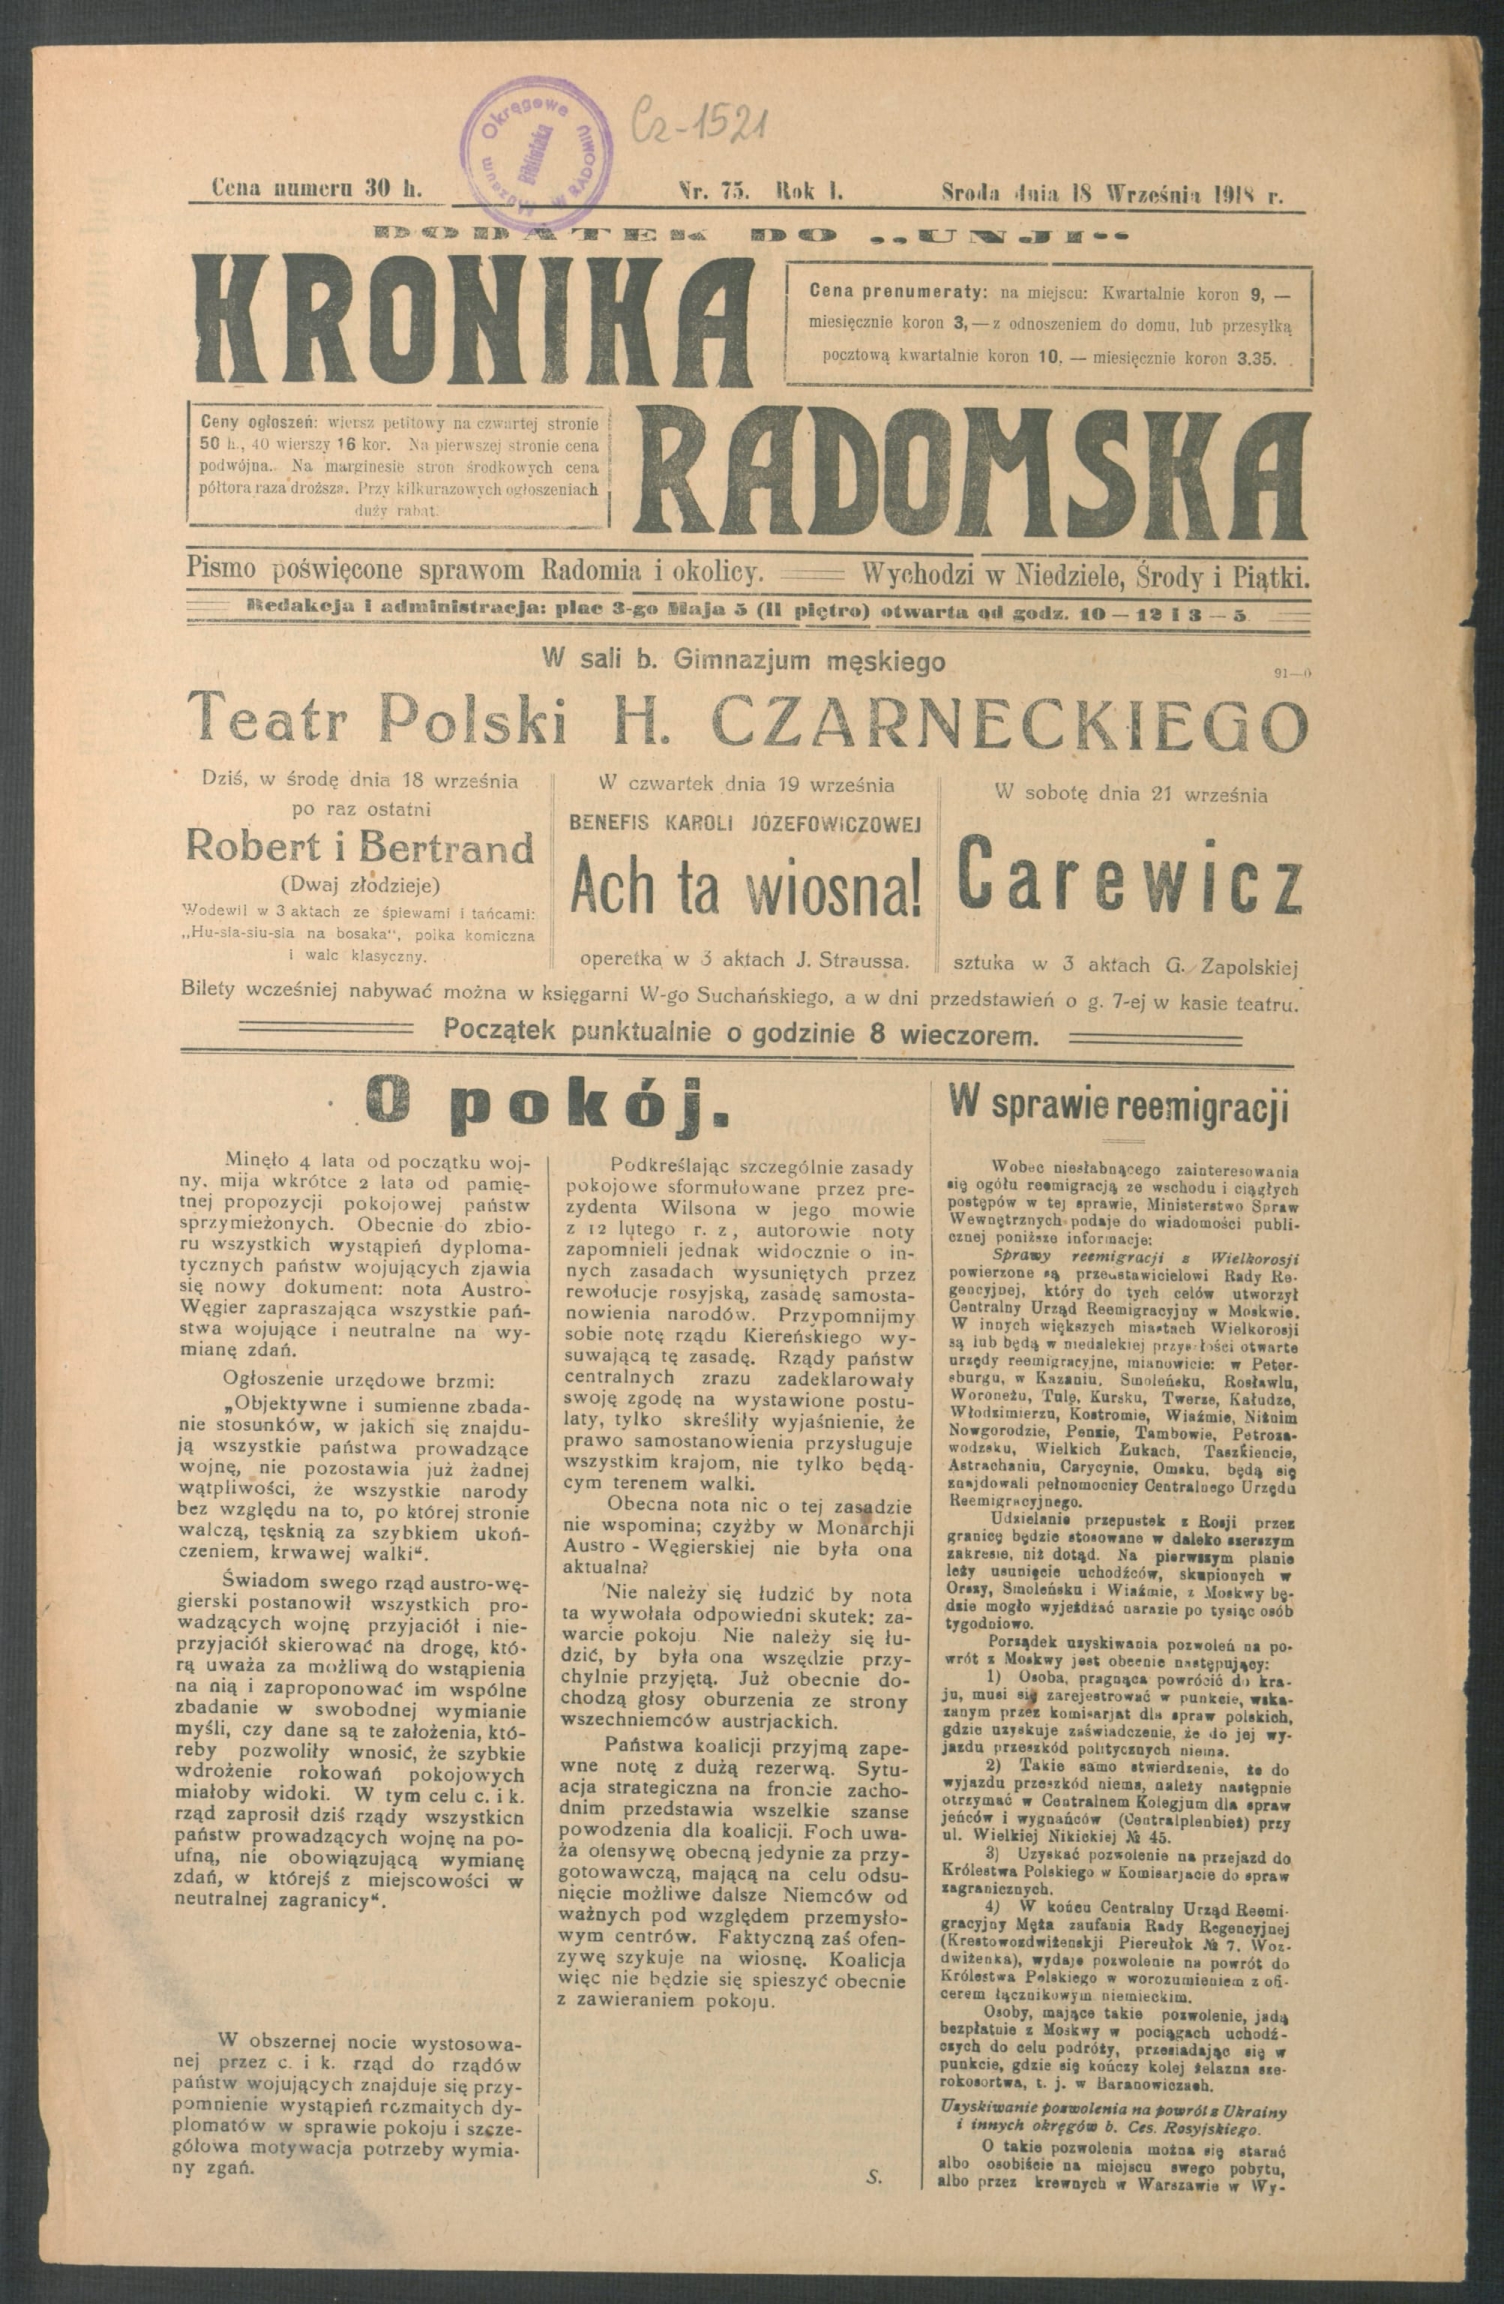 Okręgowe
Biblioteka
W RADOMIU
Cz-1521
Cena numeru 30 h.
Nr. 75. Rok I.
Środa dnia 18 Września 1918 r.
DODATEK DO „UNJI"
KRONIKA
Cena prenumeraty: na miejscu: Kwartalnie koron 9, —
miesięcznie koron 3,— z odnoszeniem do domu, lub przesyłką
pocztową kwartalnie koron 10, — miesięcznie koron 3.35.
Ceny ogłoszeń: wiersz petitowy na czwartej stronie
50 h., 40 wierszy 16 kor. Na pierwszej stronie cena
podwójna. Na marginesie stron środkowych cena
półtora raza droższa. Przy kilkurazowych ogłoszeniach
duży rabat.
RADOMSKA
Pismo poświęcone sprawom Radomia i okolicy. Wychodzi w Niedziele, Środy i Piątki.
Redakcja i administracja: plac 3-go Maja 5 (II piętro) otwarta od godz. 10 — 12 i 3 — 5
W sali b. Gimnazjum męskiego
91—0
Teatr Polski H. CZARNECKIEGO
Dziś, w środę dnia 18 września
po raz ostatni
Robert i Bertrand
(Dwaj złodzieje)
Wodewil w 3 aktach ze śpiewami i tańcami:
„Hu-sia-siu-sia na bosaka", polka komiczna
i walc klasyczny.
W czwartek dnia 19 września
BENEFIS KAROLI JÓZEFOWICZOWEJ
Ach ta wiosna!
operetka w 3 aktach J. Straussa.
W sobotę dnia 21 września
Carewicz
sztuka w 3 aktach G. Zapolskiej
Bilety wcześniej nabywać można w księgarni W-go Suchańskiego, a w dni przedstawień o g. 7-ej w kasie teatru.
Początek punktualnie o godzinie 8 wieczorem.
O pokój.
Minęło 4 lata od początku woj-
ny, mija wkrótce 2 lata od pamię-
tnej propozycji pokojowej państw
sprzymieżonych. Obecnie do zbio-
ru wszystkich wystąpień dyploma-
tycznych państw wojujących zjawia
się nowy dokument: nota Austro-
Węgier zapraszająca wszystkie pań-
stwa wojujące i neutralne na wy-
mianę zdań.
Ogłoszenie urzędowe brzmi:
„Objektywne i sumienne zbada-
nie stosunków, w jakich się znajdu-
ją wszystkie państwa prowadzące
wojnę, nie pozostawia już żadnej
wątpliwości, że wszystkie narody
bez względu na to, po której stronie
walczą, tęsknią za szybkiem ukoń-
czeniem, krwawej walki".
Świadom swego rząd austro-wę-
gierski postanowił wszystkich pro-
wadzących wojnę przyjaciół i nie-
przyjaciół skierować na drogę, któ-
rą uważa za możliwą do wstąpienia
na nią i zaproponować im wspólne
zbadanie w swobodnej wymianie
myśli, czy dane są te założenia, któ-
reby pozwoliły wnosić, że szybkie
wdrożenie rokowań pokojowych
miałoby widoki. W tym celu c. i k.
rząd zaprosił dziś rządy wszystkich
państw prowadzących wojnę na po-
ufną, nie obowiązującą wymianę
zdań, w którejś z miejscowości w
neutralnej zagranicy".
W obszernej nocie wystosowa-
nej przez c. i k. rząd do rządów
państw wojujących znajduje się przy-
pomnienie wystąpień rozmaitych dy-
plomatów w sprawie pokoju i szcze-
gółowa motywacja potrzeby wymia-
ny zgań.
Podkreślając szczególnie zasady
pokojowe sformułowane przez pre-
zydenta Wilsona w jego mowie
z 12 lutego r. z, autorowie noty
zapomnieli jednak widocznie o in-
nych zasadach wysuniętych przez
rewolucje rosyjską, zasadę samosta-
nowienia narodów. Przypomnijmy
sobie notę rządu Kiereńskiego wy-
suwającą tę zasadę. Rządy państw
centralnych zrazu zadeklarowały
swoję zgodę na wystawione postu-
laty, tylko skreśliły wyjaśnienie, że
prawo samostanowienia przysługuje
wszystkim krajom, nie tylko będą-
cym terenem walki.
Obecna nota nic o tej zasadzie
nie wspomina; czyżby w Monarchji
Austro - Węgierskiej nie była ona
aktualna?
Nie należy się łudzić by nota
ta wywołała odpowiedni skutek: za-
warcie pokoju. Nie należy się łu-
dzić, by była ona wszędzie przy-
chylnie przyjętą. Już obecnie do-
chodzą głosy oburzenia ze strony
wszechniemców austrjackich.
Państwa koalicji przyjmą zape-
wne notę z dużą rezerwą. Sytu-
acja strategiczna na froncie zacho-
dnim przedstawia wszelkie szanse
powodzenia dla koalicji. Foch uwa-
ża olensywę obecną jedynie za przy-
gotowawczą, mającą na celu odsu-
nięcie możliwe dalsze Niemców od
ważnych pod względem przemysło-
wym centrów. Faktyczną zaś ofen-
zywę szykuje na wiosnę. Koalicja
więc nie będzie się spieszyć obecnie
z zawieraniem pokoju.
S.
W sprawie reemigracji
Wobec niesłabnącego zainteresowania
się ogółu reemigracją ze wschodu i ciągłych
postępów w tej sprawie, Ministerstwo Spraw
Wewnętrznych podaje do wiadomości publi-
cznej poniższe informacje:
Sprawy reemigracji z Wielkorosji
powierzone są przedstawicielowi Rady Re-
gencyjnej, który do tych celów utworzył
Centralny Urząd Reemigracyjny w Moskwie.
W innych większych miastach Wielkorosji
są lub będą w niedalekiej przyszłości otwarte
urzędy reemigracyjne, mianowicie: w Peter-
sburgu, w Kazaniu, Smoleńsku, Rosławlu,
Woroneżu, Tule, Kursku, Twerze, Kałudze,
Włodzimierzu, Kostromie, Wiaźmie, Niżnim
Nowgorodzie, Penzie, Tambowie, Petroza-
wodzsku, Wielkich Łukach, Taszkiencie,
Astrachaniu, Carycynie, Omsku, będą się
znajdowali pełnomocnicy Centralnego Urzędu
Reemigracyjnego.
Udzielanie przepustek z Rosji przez
granicę będzie stosowane w daleko szerszym
zakresie, niż dotąd. Na pierwszym planie
leży usunięcie uchodźców, skupionych w
Orszy, Smoleńsku i Wiaźmie, z Moskwy bę-
dzie mogło wyjeżdżać narazie po tysiąc osób
tygodniowo.
Porządek uzyskiwania pozwoleń na po-
wrót z Moskwy jest obecnie następujący:
1) Osoba, pragnąca powrócić do kra-
ju, musi się zarejestrować w punkcie, wska-
zanym przez komisarjat dla spraw polskich,
gdzie uzyskuje zaświadczenie, że do jej wy-
jazdu przeszkód politycznych niema.
2) Takie samo stwierdzenie, że do
wyjazdu przeszkód niema, należy następnie
otrzymać w Centralnem Kolegjum dla spraw
jeńców i wygnańców (Centralplenbież) przy
ul. Wielkiej Nikickiej № 45.
3) Uzyskać pozwolenie na przejazd do
Królestwa Polskiego w Komisarjacie do spraw
zagranicznych.
4) W końcu Centralny Urząd Reemi-
gracyjny Męża zaufania Rady Regencyjnej
(Krestowozdwiżenskji Piereułok № 7. Woz-
dwiżenka), wydaje pozwolenie na powrót do
Królestwa Polskiego w worozumieniem z ofi-
cerem łącznikowym niemieckim.
Osoby, mające takie pozwolenie, jadą
bezpłatnie z Moskwy w pociągach uchodź-
czych do celu podróży, przesiadając się w
punkcie, gdzie się kończy kolej żelazna sze-
rokosortwa, t. j. w Baranowiczach.
Uzyskiwanie pozwolenia na powrót z Ukrainy
i innych okręgów b. Ces. Rosyjskiego.
O takie pozwolenia można się starać
albo osobiście na miejscu swego pobytu,
albo przez krewnych w Warszawie w Wy-